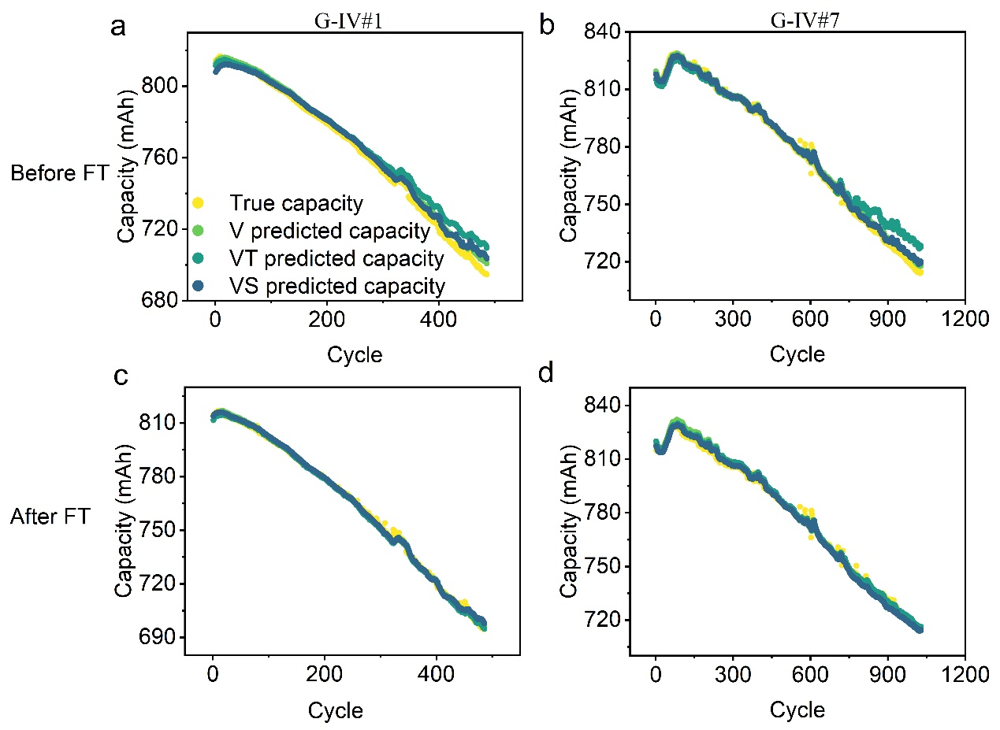 a
G-IV#1
b
G-IV#7
Before FT
Capacity (mAh)
800
760
720
680
True capacity
V predicted capacity
VT predicted capacity
VS predicted capacity
0
200
400
Cycle
Capacity (mAh)
840
810
780
750
720
0
300
600
900
1200
Cycle
c
d
After FT
Capacity (mAh)
810
780
750
720
690
0
200
400
Cycle
Capacity (mAh)
840
810
780
750
720
0
300
600
900
1200
Cycle